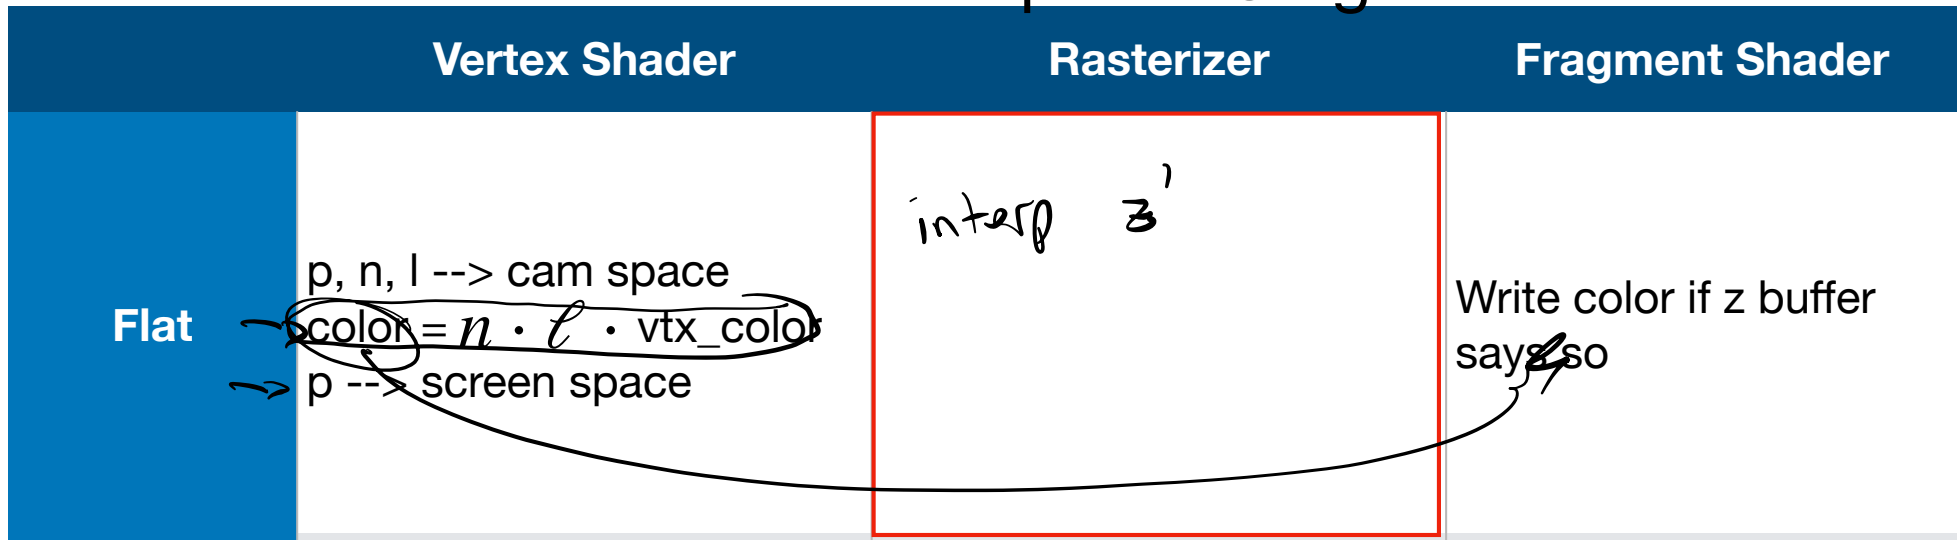 Vertex Shader
Rasterizer
Fragment Shader
Flat
p, n, l --> cam space
color = n · ℓ · vtx_color
p --> screen space
interp z'
Write color if z buffer
says so